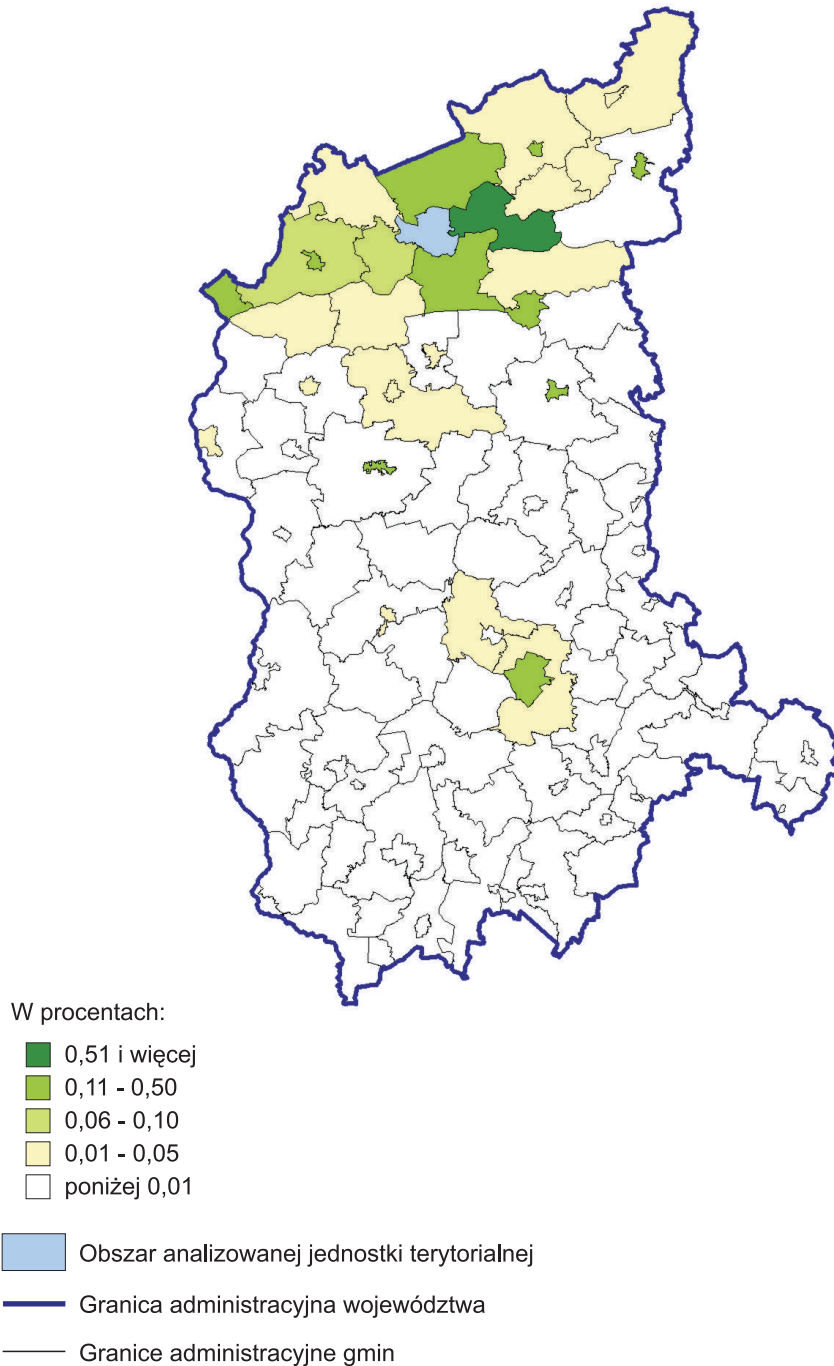 W procentach:
0,51 i więcej
0,11 - 0,50
0,06 - 0,10
0,01 - 0,05
poniżej 0,01
Obszar analizowanej jednostki terytorialnej
Granica administracyjna województwa
Granice administracyjne gmin